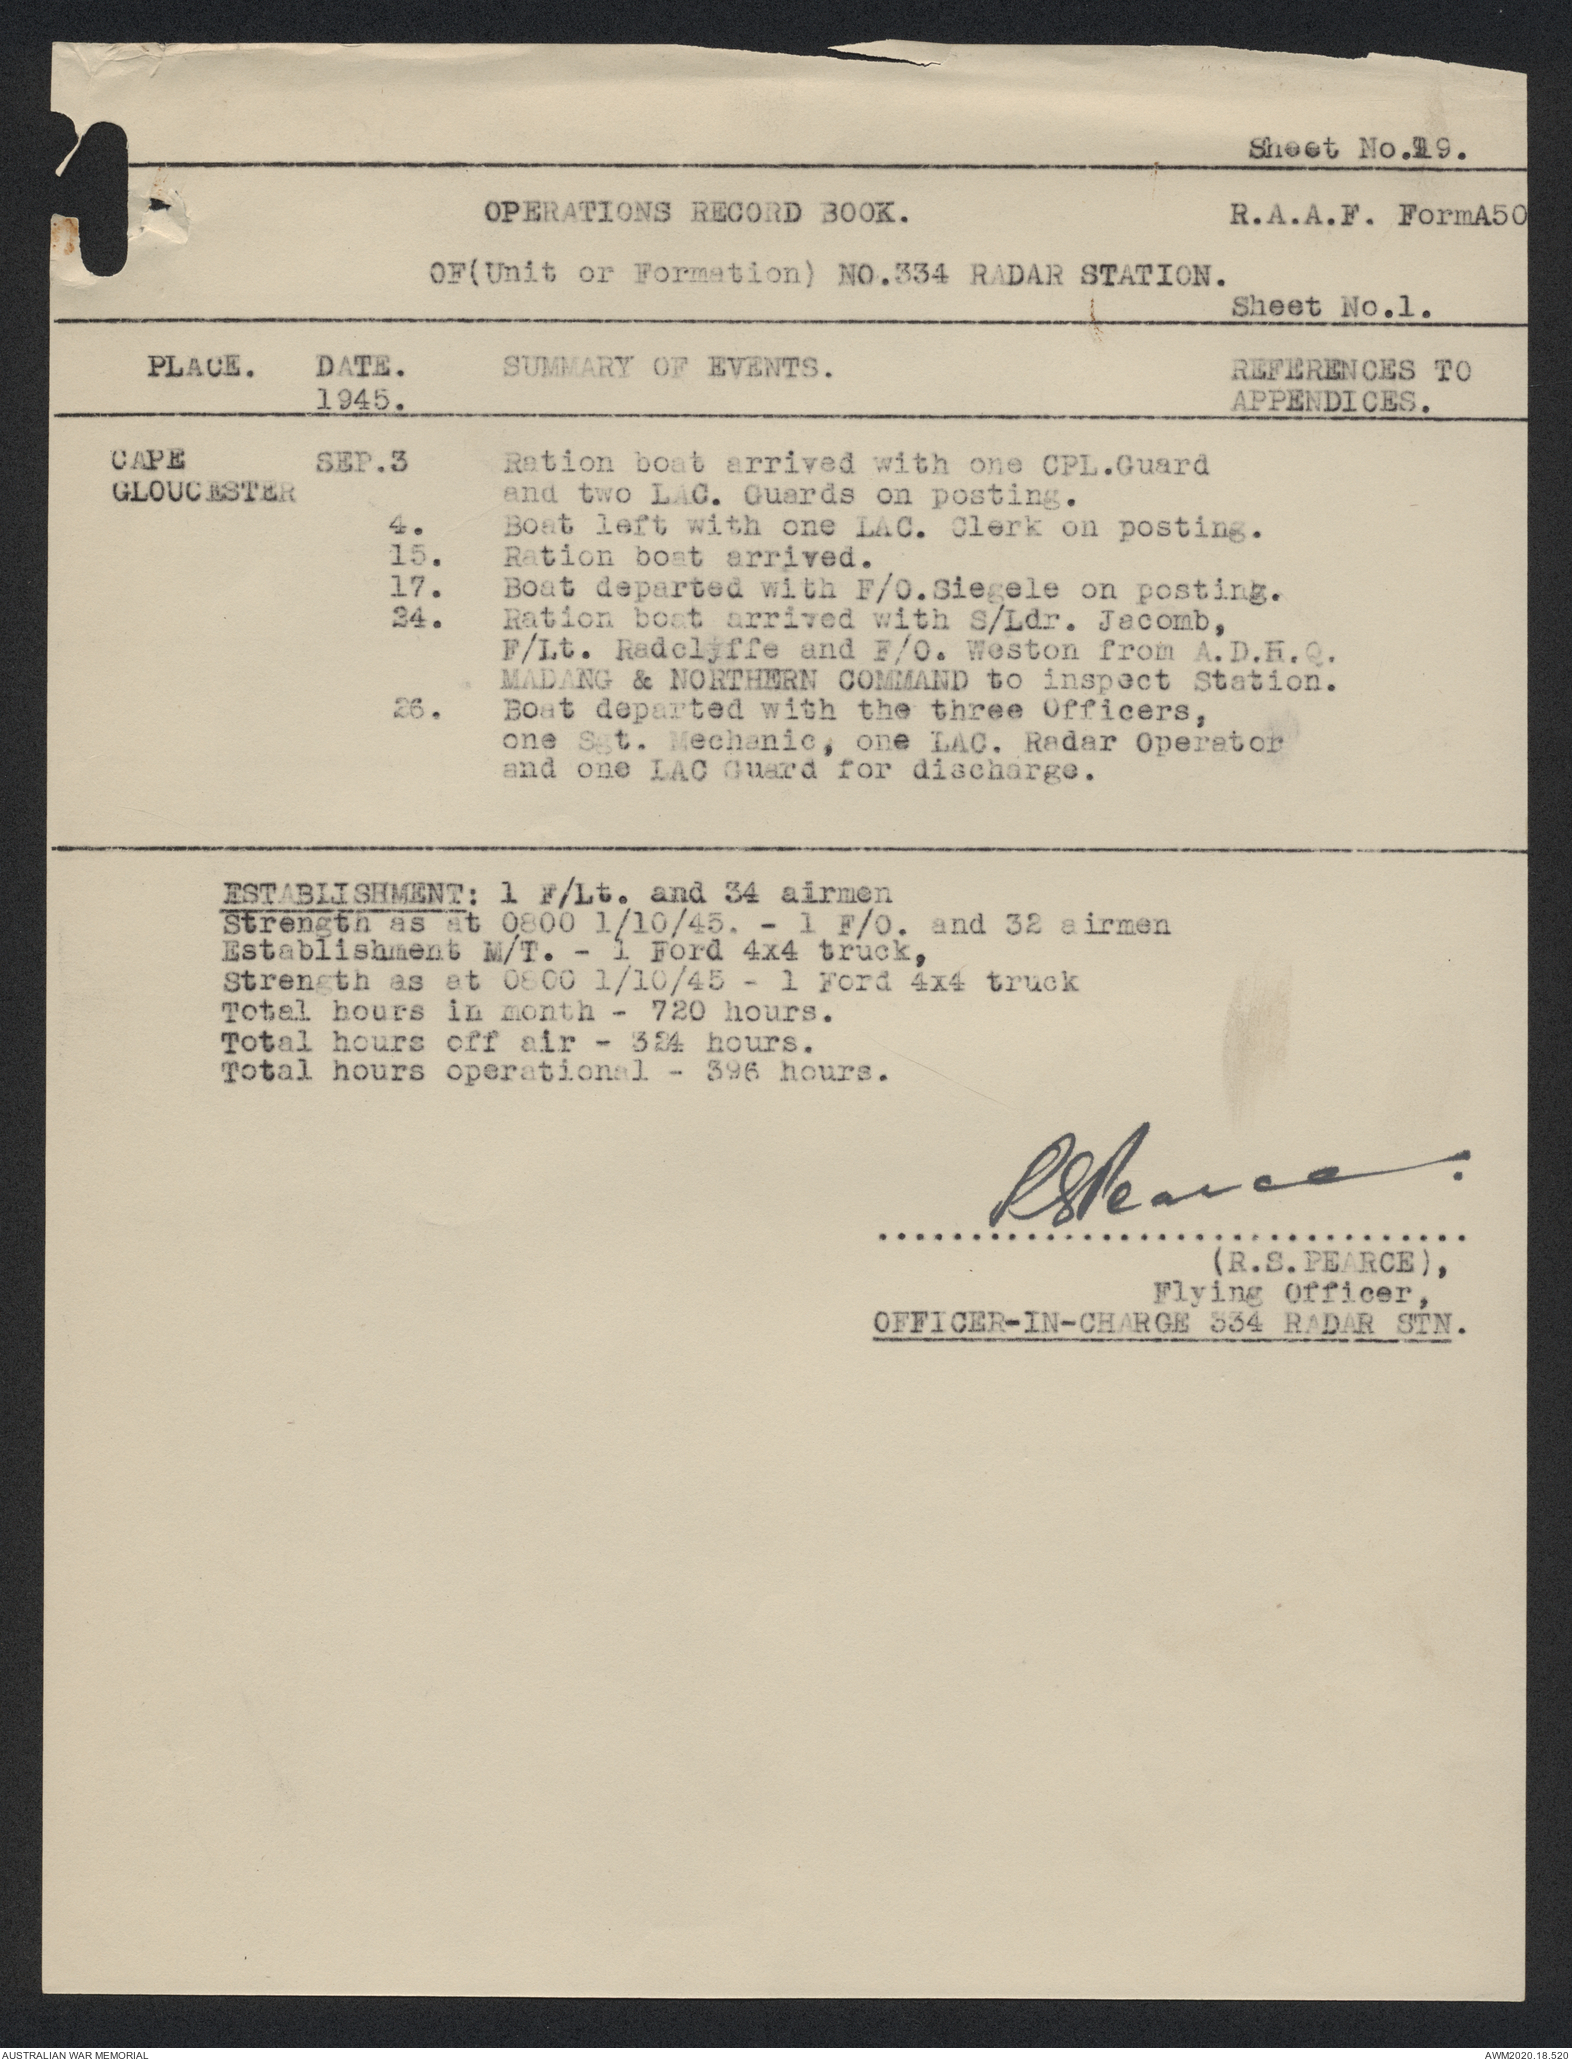 Sheet No.19.
OPERATIONS RECORD BOOK.
R.A.A.F. FormA50
OF(Unit or Formation) NO.334 RADAR STATION.
Sheet No.1.
PLACE. DATE. SUMMARY OF EVENTS. REFERENCES TO
1945. APPENDICES.
CAPE SEP.3 Ration boat arrived with one CPL.Guard
GLOUCESTER and two LAC. Guards on posting.
4. Boat left with one LAC. Clerk on posting.
15. Ration boat arrived.
17. Boat departed with F/O.Siegele on posting.
24. Ration boat arrived with S/Ldr. Jacomb,
F/Lt. Radclyffe and F/O. Weston from A.D.H.Q.
MADANG & NORTHERN COMMAND to inspect Station.
26. Boat departed with the three Officers,
one Sgt. Mechanic, one LAC. Radar Operator
and one LAC Guard for discharge.
ESTABLISHMENT: 1 F/Lt. and 34 airmen
Strength as at 0800 1/10/45. - 1 F/O. and 32 airmen
Establishment M/T. - 1 Ford 4x4 truck,
Strength as at 0800 1/10/45 - 1 Ford 4x4 truck
Total hours in month - 720 hours.
Total hours off air - 324 hours.
Total hours operational - 396 hours.
RSPearce.
................................
(R.S.PEARCE),
Flying Officer,
OFFICER-IN-CHARGE 334 RADAR STN.
AUSTRALIAN WAR MEMORIAL
AWM2020.18.520